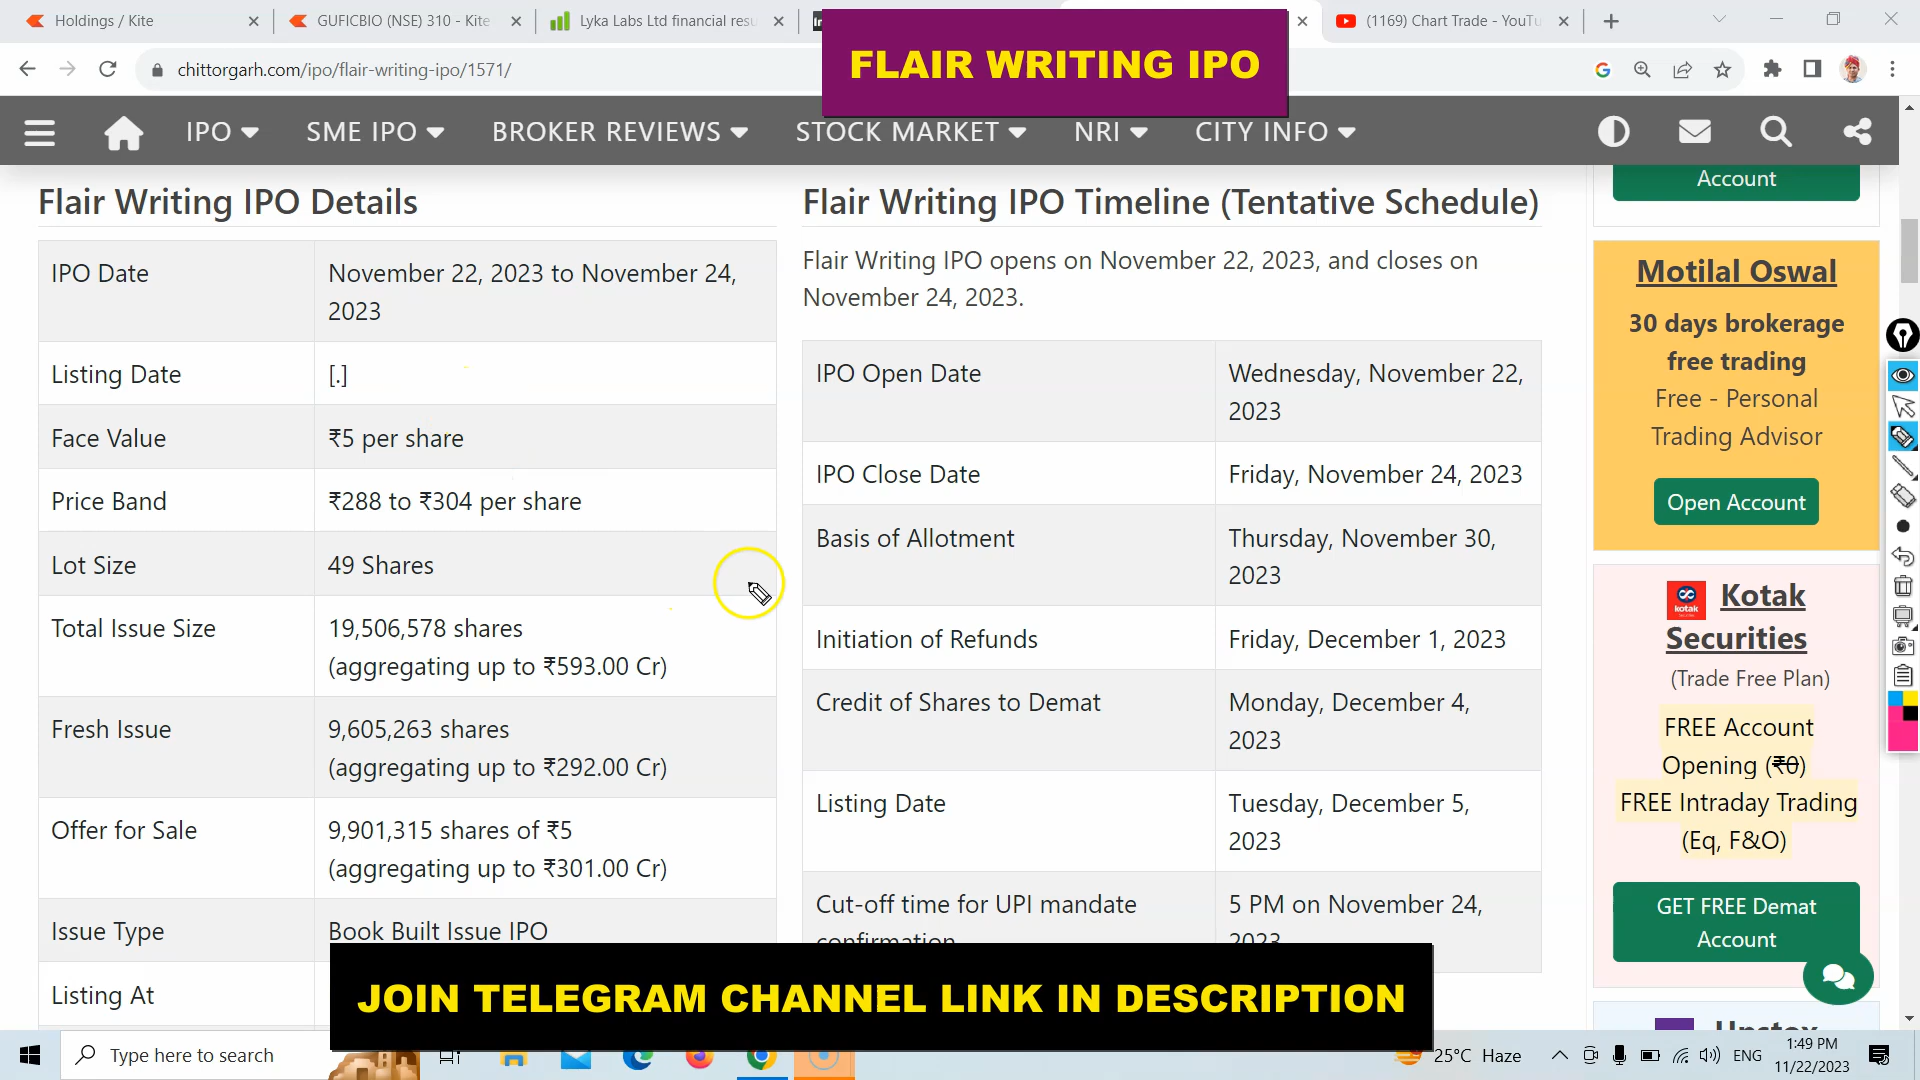 Holdings / Kite
GUFICBIO (NSE) 310 - Kite
Lyka Labs Ltd financial resu
(1169) Chart Trade - YouTu
FLAIR WRITING IPO
chittorgarh.com/ipo/flair-writing-ipo/1571/
IPO
SME IPO
BROKER REVIEWS
STOCK MARKET
NRI
CITY INFO
Flair Writing IPO Details
IPO Date
November 22, 2023 to November 24,
2023
Listing Date
[.]
Face Value
₹5 per share
Price Band
₹288 to ₹304 per share
Lot Size
49 Shares
Total Issue Size
19,506,578 shares
(aggregating up to ₹593.00 Cr)
Fresh Issue
9,605,263 shares
(aggregating up to ₹292.00 Cr)
Offer for Sale
9,901,315 shares of ₹5
(aggregating up to ₹301.00 Cr)
Issue Type
Book Built Issue IPO
Listing At
Flair Writing IPO Timeline (Tentative Schedule)
Flair Writing IPO opens on November 22, 2023, and closes on
November 24, 2023.
IPO Open Date
Wednesday, November 22,
2023
IPO Close Date
Friday, November 24, 2023
Basis of Allotment
Thursday, November 30,
2023
Initiation of Refunds
Friday, December 1, 2023
Credit of Shares to Demat
Monday, December 4,
2023
Listing Date
Tuesday, December 5,
2023
Cut-off time for UPI mandate
confirmation
5 PM on November 24,
2023
Account
Motilal Oswal
30 days brokerage
free trading
Free - Personal
Trading Advisor
Open Account
kotak
Kotak
Securities
(Trade Free Plan)
FREE Account
Opening (₹0)
FREE Intraday Trading
(Eq, F&O)
GET FREE Demat
Account
Upstox
JOIN TELEGRAM CHANNEL LINK IN DESCRIPTION
Type here to search
25°C Haze
ENG
1:49 PM
11/22/2023